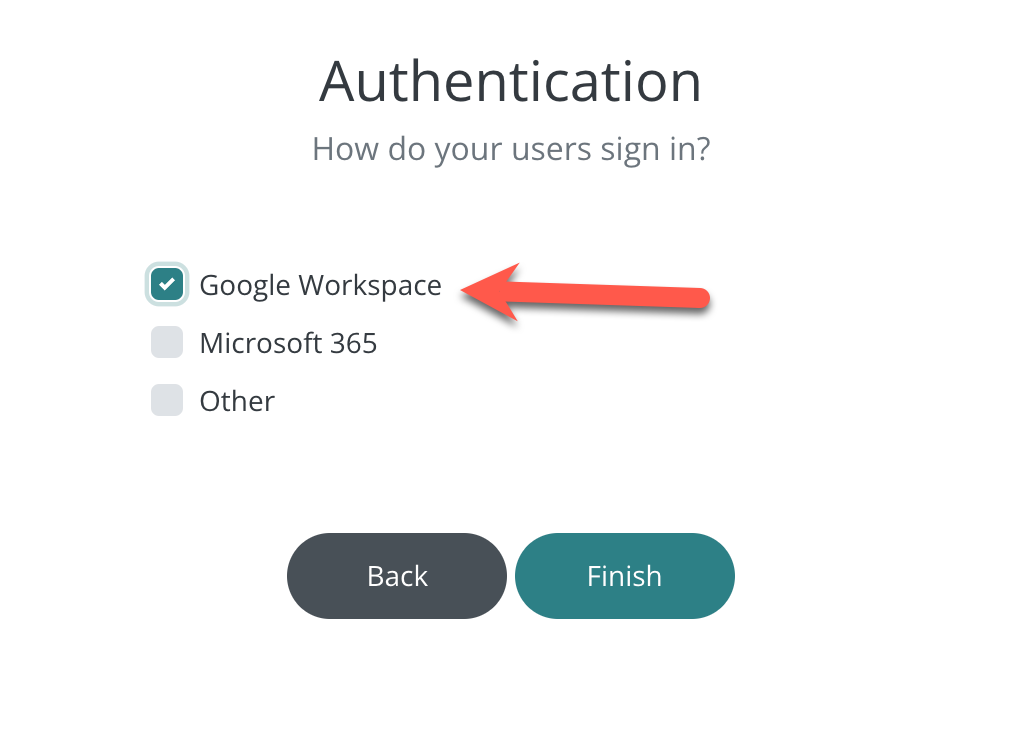 Authentication
How do your users sign in?
Google Workspace
Microsoft 365
Other
Back
Finish